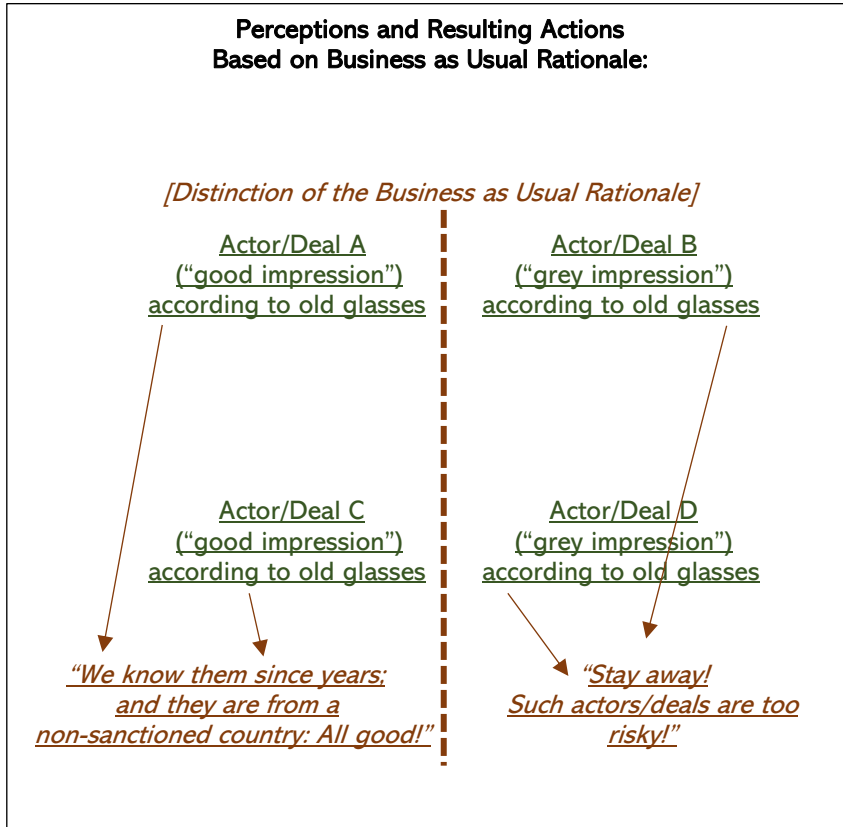 Perceptions and Resulting Actions
Based on Business as Usual Rationale:
[Distinction of the Business as Usual Rationale]
Actor/Deal A
(“good impression”)
according to old glasses
Actor/Deal B
(“grey impression”)
according to old glasses
Actor/Deal C
(“good impression”)
according to old glasses
Actor/Deal D
(“grey impression”)
according to old glasses
“We know them since years;
and they are from a
non-sanctioned country: All good!”
“Stay away!
Such actors/deals are too
risky!”